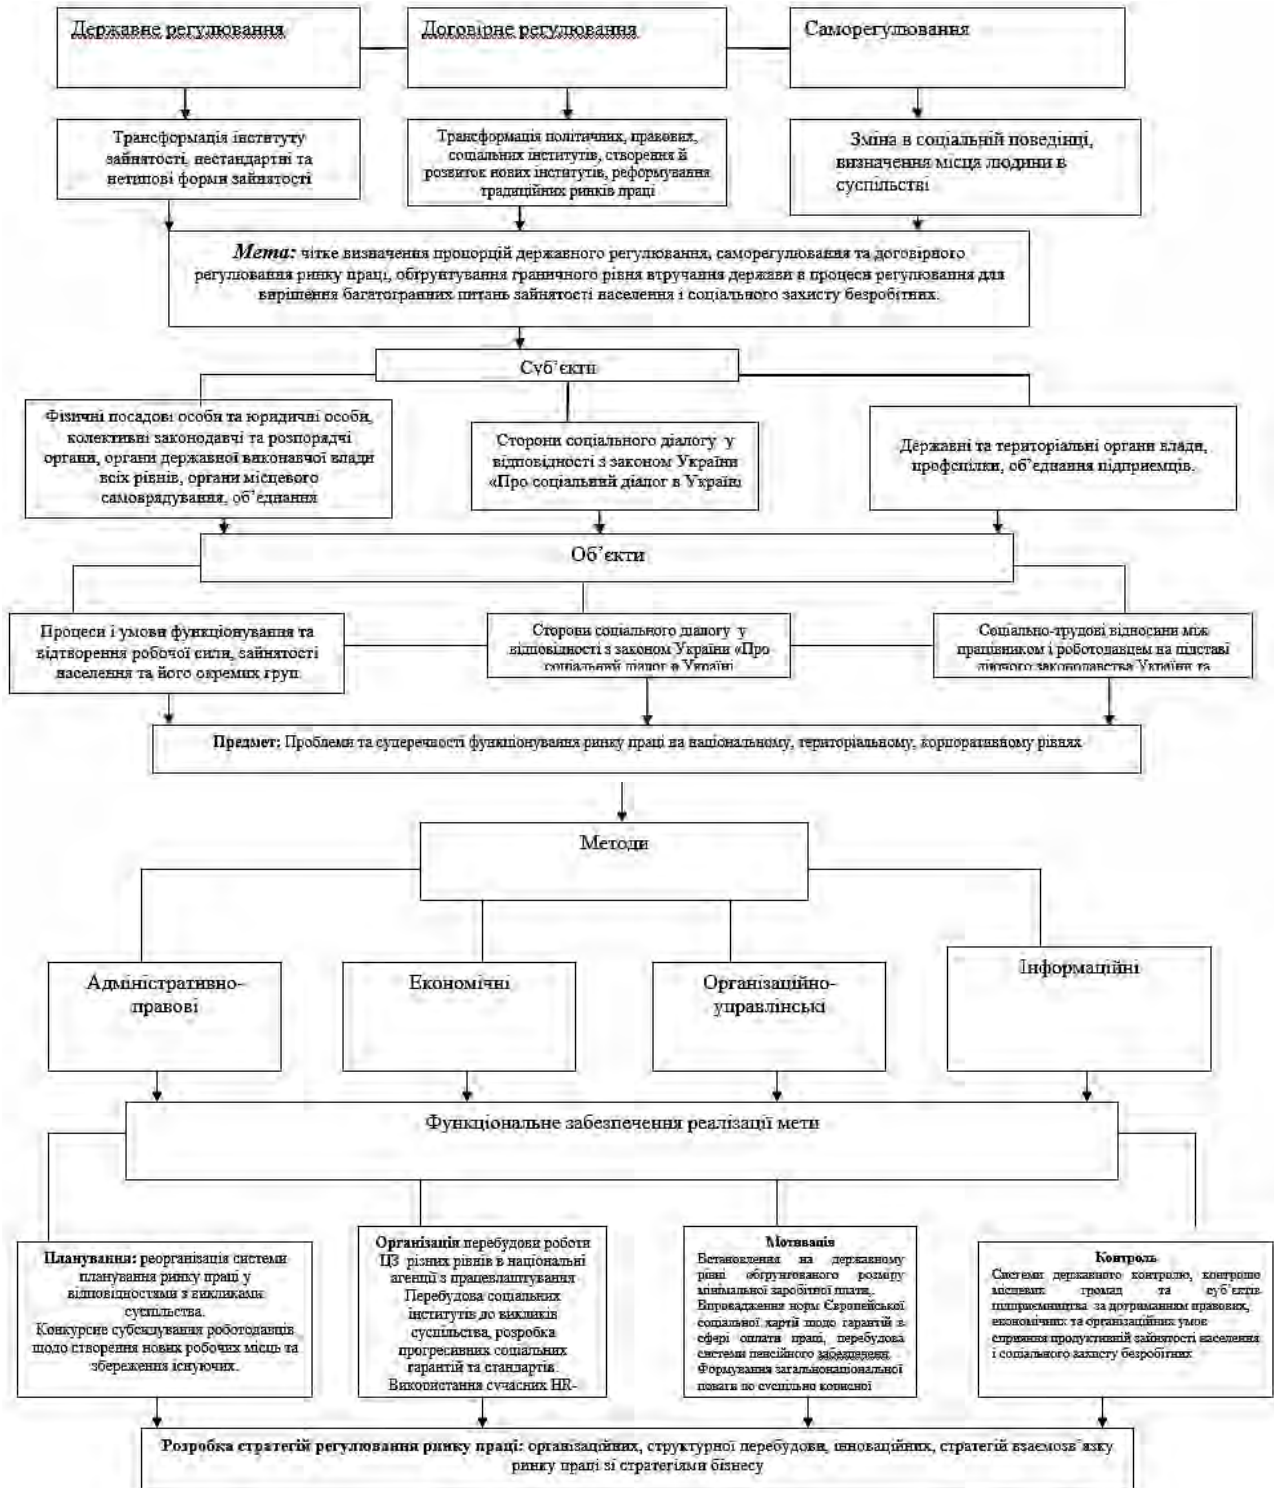 Державне регулювання
Договірне регулювання
Саморегулювання
Трансформація інституту
зайнятості, нестандартні та
нетипові форми зайнятості
Трансформація політичних, правових,
соціальних інститутів, створення й
розвиток нових інститутів, реформування
традиційних ринків праці
Зміна в соціальній поведінці,
визначення місця людини в
суспільстві
Мета: чітке визначення пропорцій державного регулювання, саморегулювання та договірного
регулювання ринку праці, обґрунтування граничного рівня втручання держави в процеси регулювання для
вирішення багатогранних питань зайнятості населення і соціального захисту безробітних.
Суб’єкти
Фізичні посадові особи та юридичні особи,
колективні законодавчі та розпорядчі
органи, органи державної виконавчої влади
всіх рівнів, органи місцевого
самоврядування, об’єднання
Сторони соціального діалогу у
відповідності з законом України
«Про соціальний діалог в Україні
Державні та територіальні органи влади,
профспілки, об’єднання підприємців.
Об’єкти
Процеси і умови функціонування та
відтворення робочої сили, зайнятості
населення та його окремих груп
Сторони соціального діалогу у
відповідності з законом України «Про
соціальний діалог в Україні
Соціально-трудові відносини між
працівником і роботодавцем на підставі
діючого законодавства України та
Предмет: Проблеми та суперечності функціонування ринку праці на національному, територіальному, корпоративному рівнях
Методи
Адміністративно-
правові
Економічні
Організаційно-
управлінські
Інформаційні
Функціональне забезпечення реалізації мети
Планування: реорганізація системи
планування ринку праці у
відповідностями з викликами
суспільства.
Конкурсне субсидування роботодавців
щодо створення нових робочих місць та
збереження існуючих.
Організація перебудови роботи
ЦЗ різних рівнів в національні
агенції з працевлаштування
Перебудова соціальних
інститутів до викликів
суспільства, розробка
прогресивних соціальних
гарантій та стандартів.
Використання сучасних HR-
Мотивація
Встановлення на державному
рівні обґрунтованого розміру
мінімальної заробітної плати.
Впровадження норм Європейської
соціальної хартії щодо гарантій в
сфері оплати праці, перебудова
системи пенсійного забезпечен.
Формування загальнонаціональної
поваги до суспільно корисної
Контроль
Системи державного контролю, контролю
місцевих громад та суб’єктів
підприємництва за дотриманням правових,
економічних та організаційних умов
сприяння продуктивній зайнятості населення
і соціального захисту безробітних
Розробка стратегій регулювання ринку праці: організаційних, структурної перебудови, інноваційних, стратегій взаємозв’язку
ринку праці зі стратегіями бізнесу